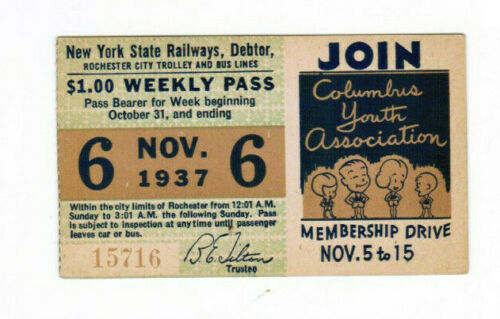 New York State Railways, Debtor,
ROCHESTER CITY TROLLEY AND BUS LINES
$1.00 WEEKLY PASS
Pass Bearer for Week beginning
October 31, and ending
6 NOV. 6
1937
Within the city limits of Rochester from 12:01 A.M.
Sunday to 3:01 A.M. the following Sunday. Pass
is subject to inspection at any time until passenger
leaves car or bus.
15716
B.E. Tilton
Trustee
JOIN
Columbus
Youth
Association
MEMBERSHIP DRIVE
NOV. 5 to 15